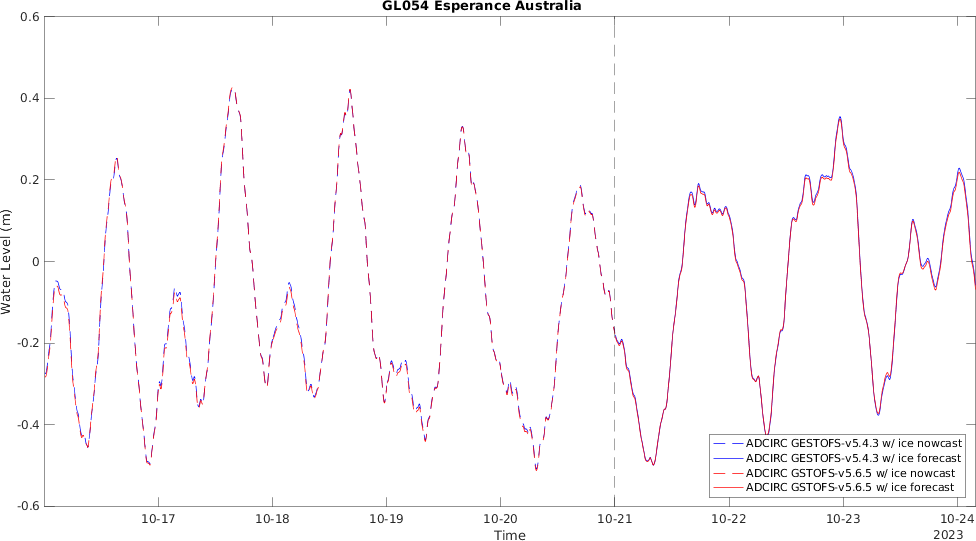 GL054 Esperance Australia
0.6
0.4
0.2
0
-0.2
-0.4
-0.6
Water Level (m)
10-17
10-18
10-19
10-20
10-21
10-22
10-23
10-24
Time
2023
ADCIRC GESTOFS-v5.4.3 w/ ice nowcast
ADCIRC GESTOFS-v5.4.3 w/ ice forecast
ADCIRC GSTOFS-v5.6.5 w/ ice nowcast
ADCIRC GSTOFS-v5.6.5 w/ ice forecast